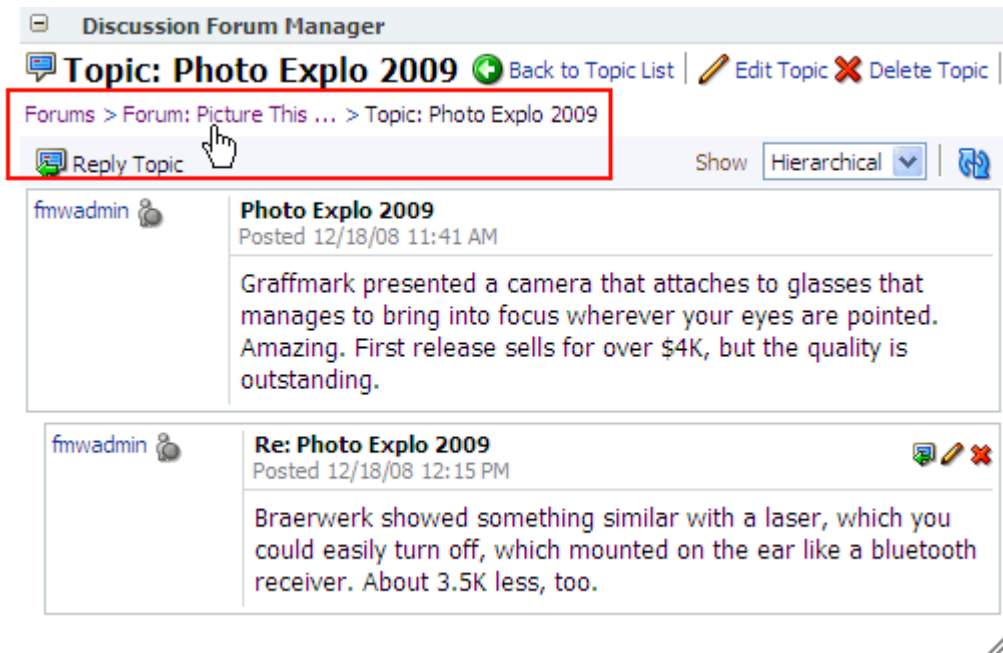 Discussion Forum Manager
Topic: Photo Explo 2009 Back to Topic List | Edit Topic Delete Topic |
Forums > Forum: Picture This ... > Topic: Photo Explo 2009
Reply Topic Show Hierarchical
fmwadmin Photo Explo 2009
Posted 12/18/08 11:41 AM
Graffmark presented a camera that attaches to glasses that
manages to bring into focus wherever your eyes are pointed.
Amazing. First release sells for over $4K, but the quality is
outstanding.
fmwadmin Re: Photo Explo 2009
Posted 12/18/08 12:15 PM
Braerwerk showed something similar with a laser, which you
could easily turn off, which mounted on the ear like a bluetooth
receiver. About 3.5K less, too.